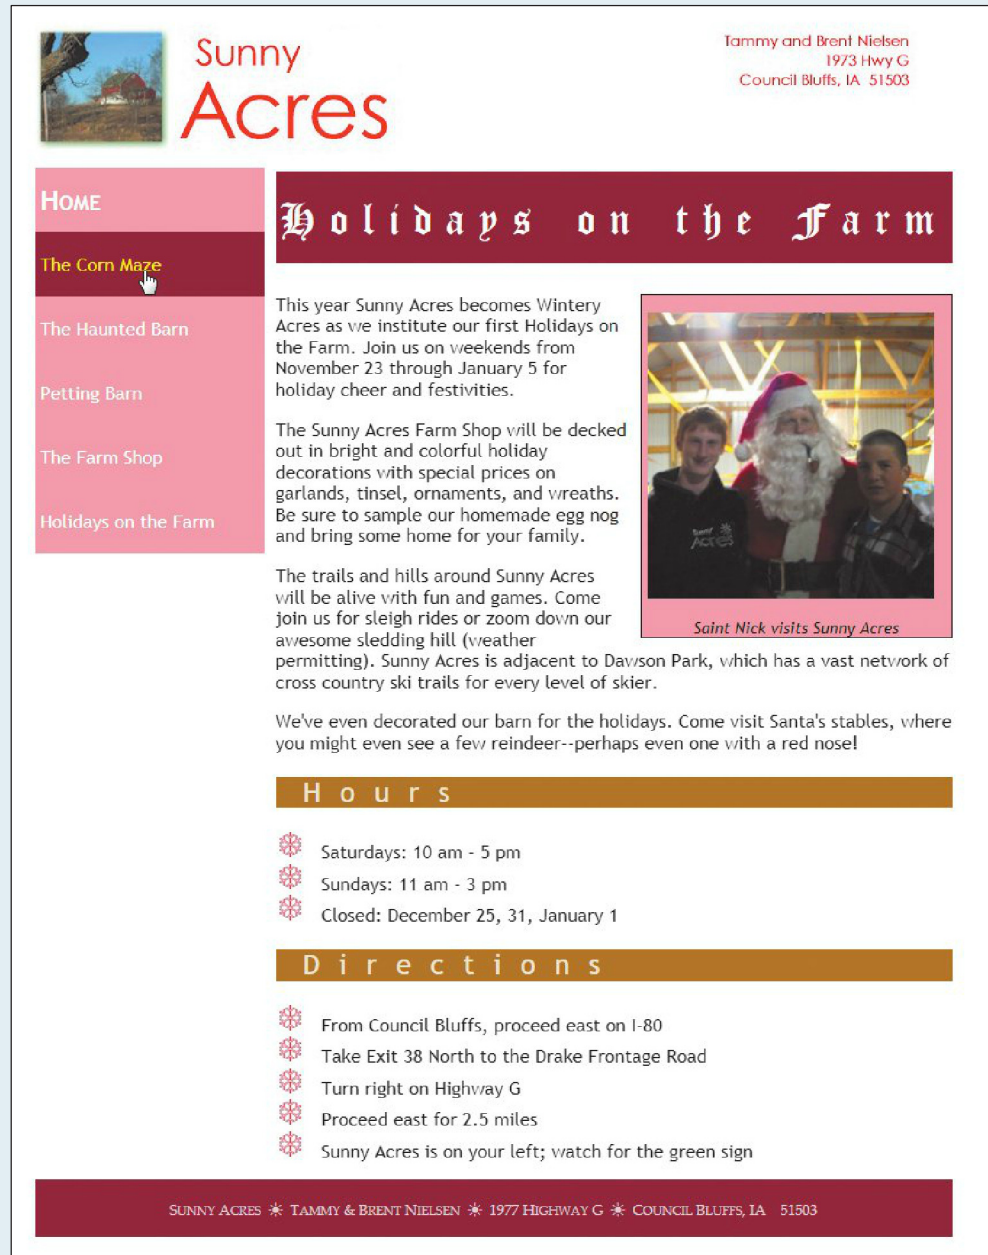 Sunny
Acres
Tammy and Brent Nielsen
1973 Hwy G
Council Bluffs, IA 51503
HOME
The Corn Maze
The Haunted Barn
Petting Barn
The Farm Shop
Holidays on the Farm
Holidays on the Farm
This year Sunny Acres becomes Wintery
Acres as we institute our first Holidays on
the Farm. Join us on weekends from
November 23 through January 5 for
holiday cheer and festivities.
The Sunny Acres Farm Shop will be decked
out in bright and colorful holiday
decorations with special prices on
garlands, tinsel, ornaments, and wreaths.
Be sure to sample our homemade egg nog
and bring some home for your family.
The trails and hills around Sunny Acres
will be alive with fun and games. Come
join us for sleigh rides or zoom down our
awesome sledding hill (weather
permitting). Sunny Acres is adjacent to Dawson Park, which has a vast network of
cross country ski trails for every level of skier.
Sunny
Acres
Saint Nick visits Sunny Acres
We've even decorated our barn for the holidays. Come visit Santa's stables, where
you might even see a few reindeer--perhaps even one with a red nose!
Hours
Saturdays: 10 am - 5 pm
Sundays: 11 am - 3 pm
Closed: December 25, 31, January 1
Directions
From Council Bluffs, proceed east on I-80
Take Exit 38 North to the Drake Frontage Road
Turn right on Highway G
Proceed east for 2.5 miles
Sunny Acres is on your left; watch for the green sign
SUNNY ACRES ☀ TAMMY & BRENT NIELSEN ☀ 1977 HIGHWAY G ☀ COUNCIL BLUFFS, IA 51503